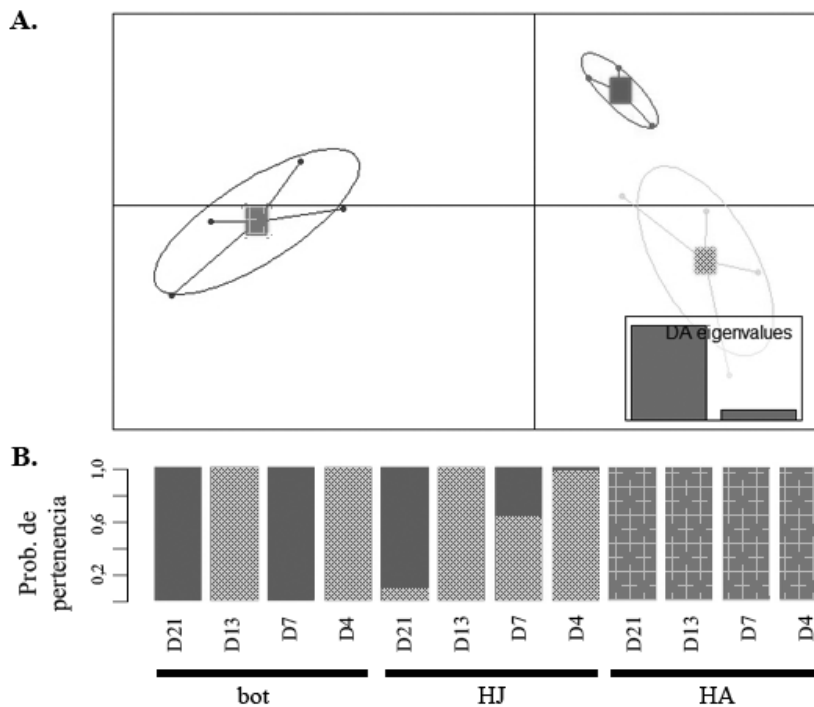 A.
DA eigenvalues
B.
Prob. de
pertenencia
1,0
0,6
0,2
D21 D13 D7 D4 D21 D13 D7 D4 D21 D13 D7 D4
bot HJ HA